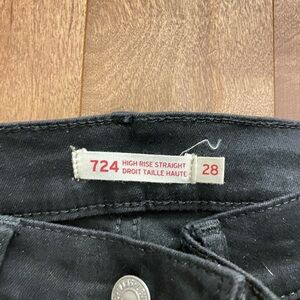 724 HIGH RISE STRAIGHT
DROIT TAILLE HAUTE
28